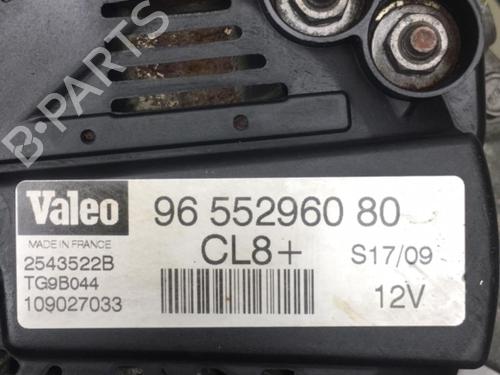 B-PARTS
Valeo
96 552960 80
MADE IN FRANCE
CL8+
S17/09
2543522B
TG9B044
109027033
12V